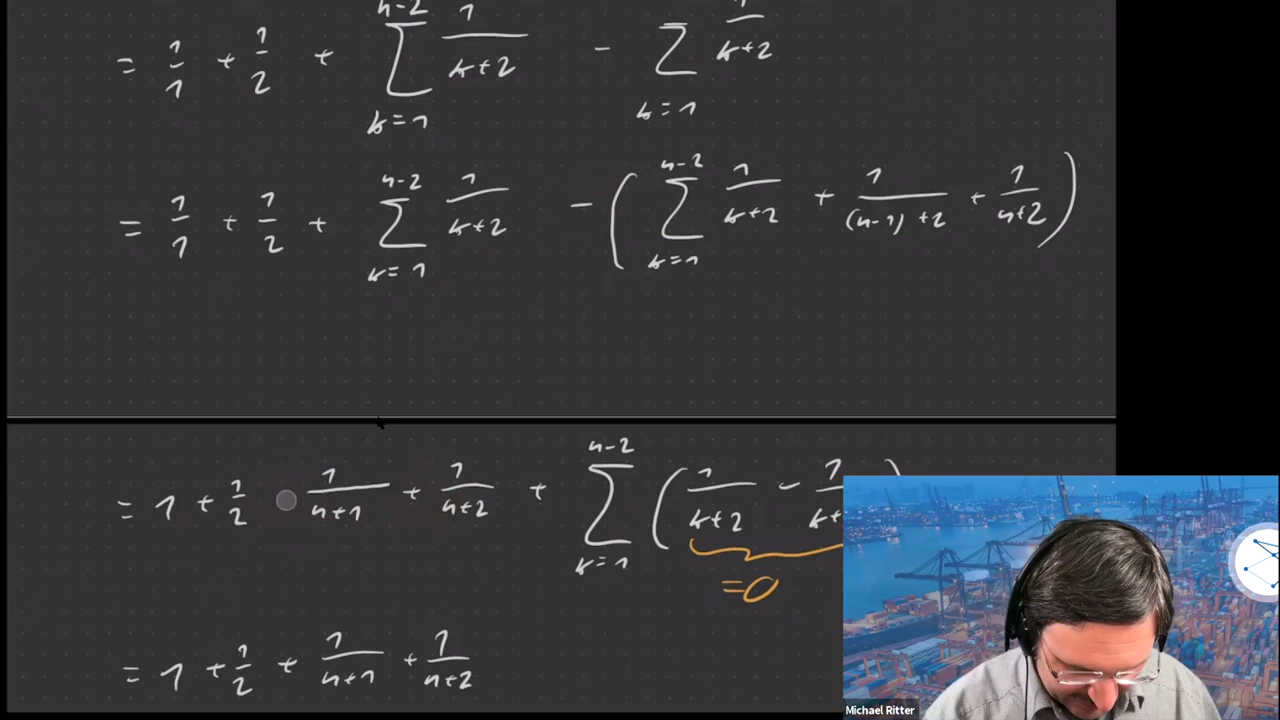 = 1/1 + 1/2 + ∑_{k=1}^{n-2} 1/(k+2) - ∑_{k=1} 1/(k+2)
= 1/1 + 1/2 + ∑_{k=1}^{n-2} 1/(k+2) - ( ∑_{k=1}^{n-2} 1/(k+2) + 1/((n-1)+2) + 1/(n+2) )
= 1 + 1/2 1/(n+1) + 1/(n+2) + ∑_{k=1}^{n-2} ( 1/(k+2) - 1/(k+ )
=0
= 1 + 1/2 + 1/(n+1) + 1/(n+2)
Michael Ritter